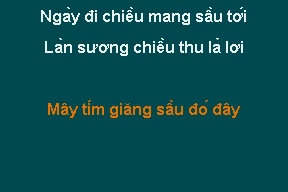 Ngày đi chiều mang sầu tới
Làn sương chiều thu lả lơi
Mây tím giăng sầu đó đây